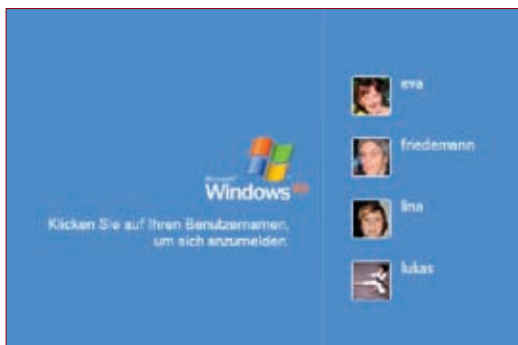 Microsoft
Windows xp
Klicken Sie auf Ihren Benutzernamen,
um sich anzumelden.
eva
friedemann
lina
lukas